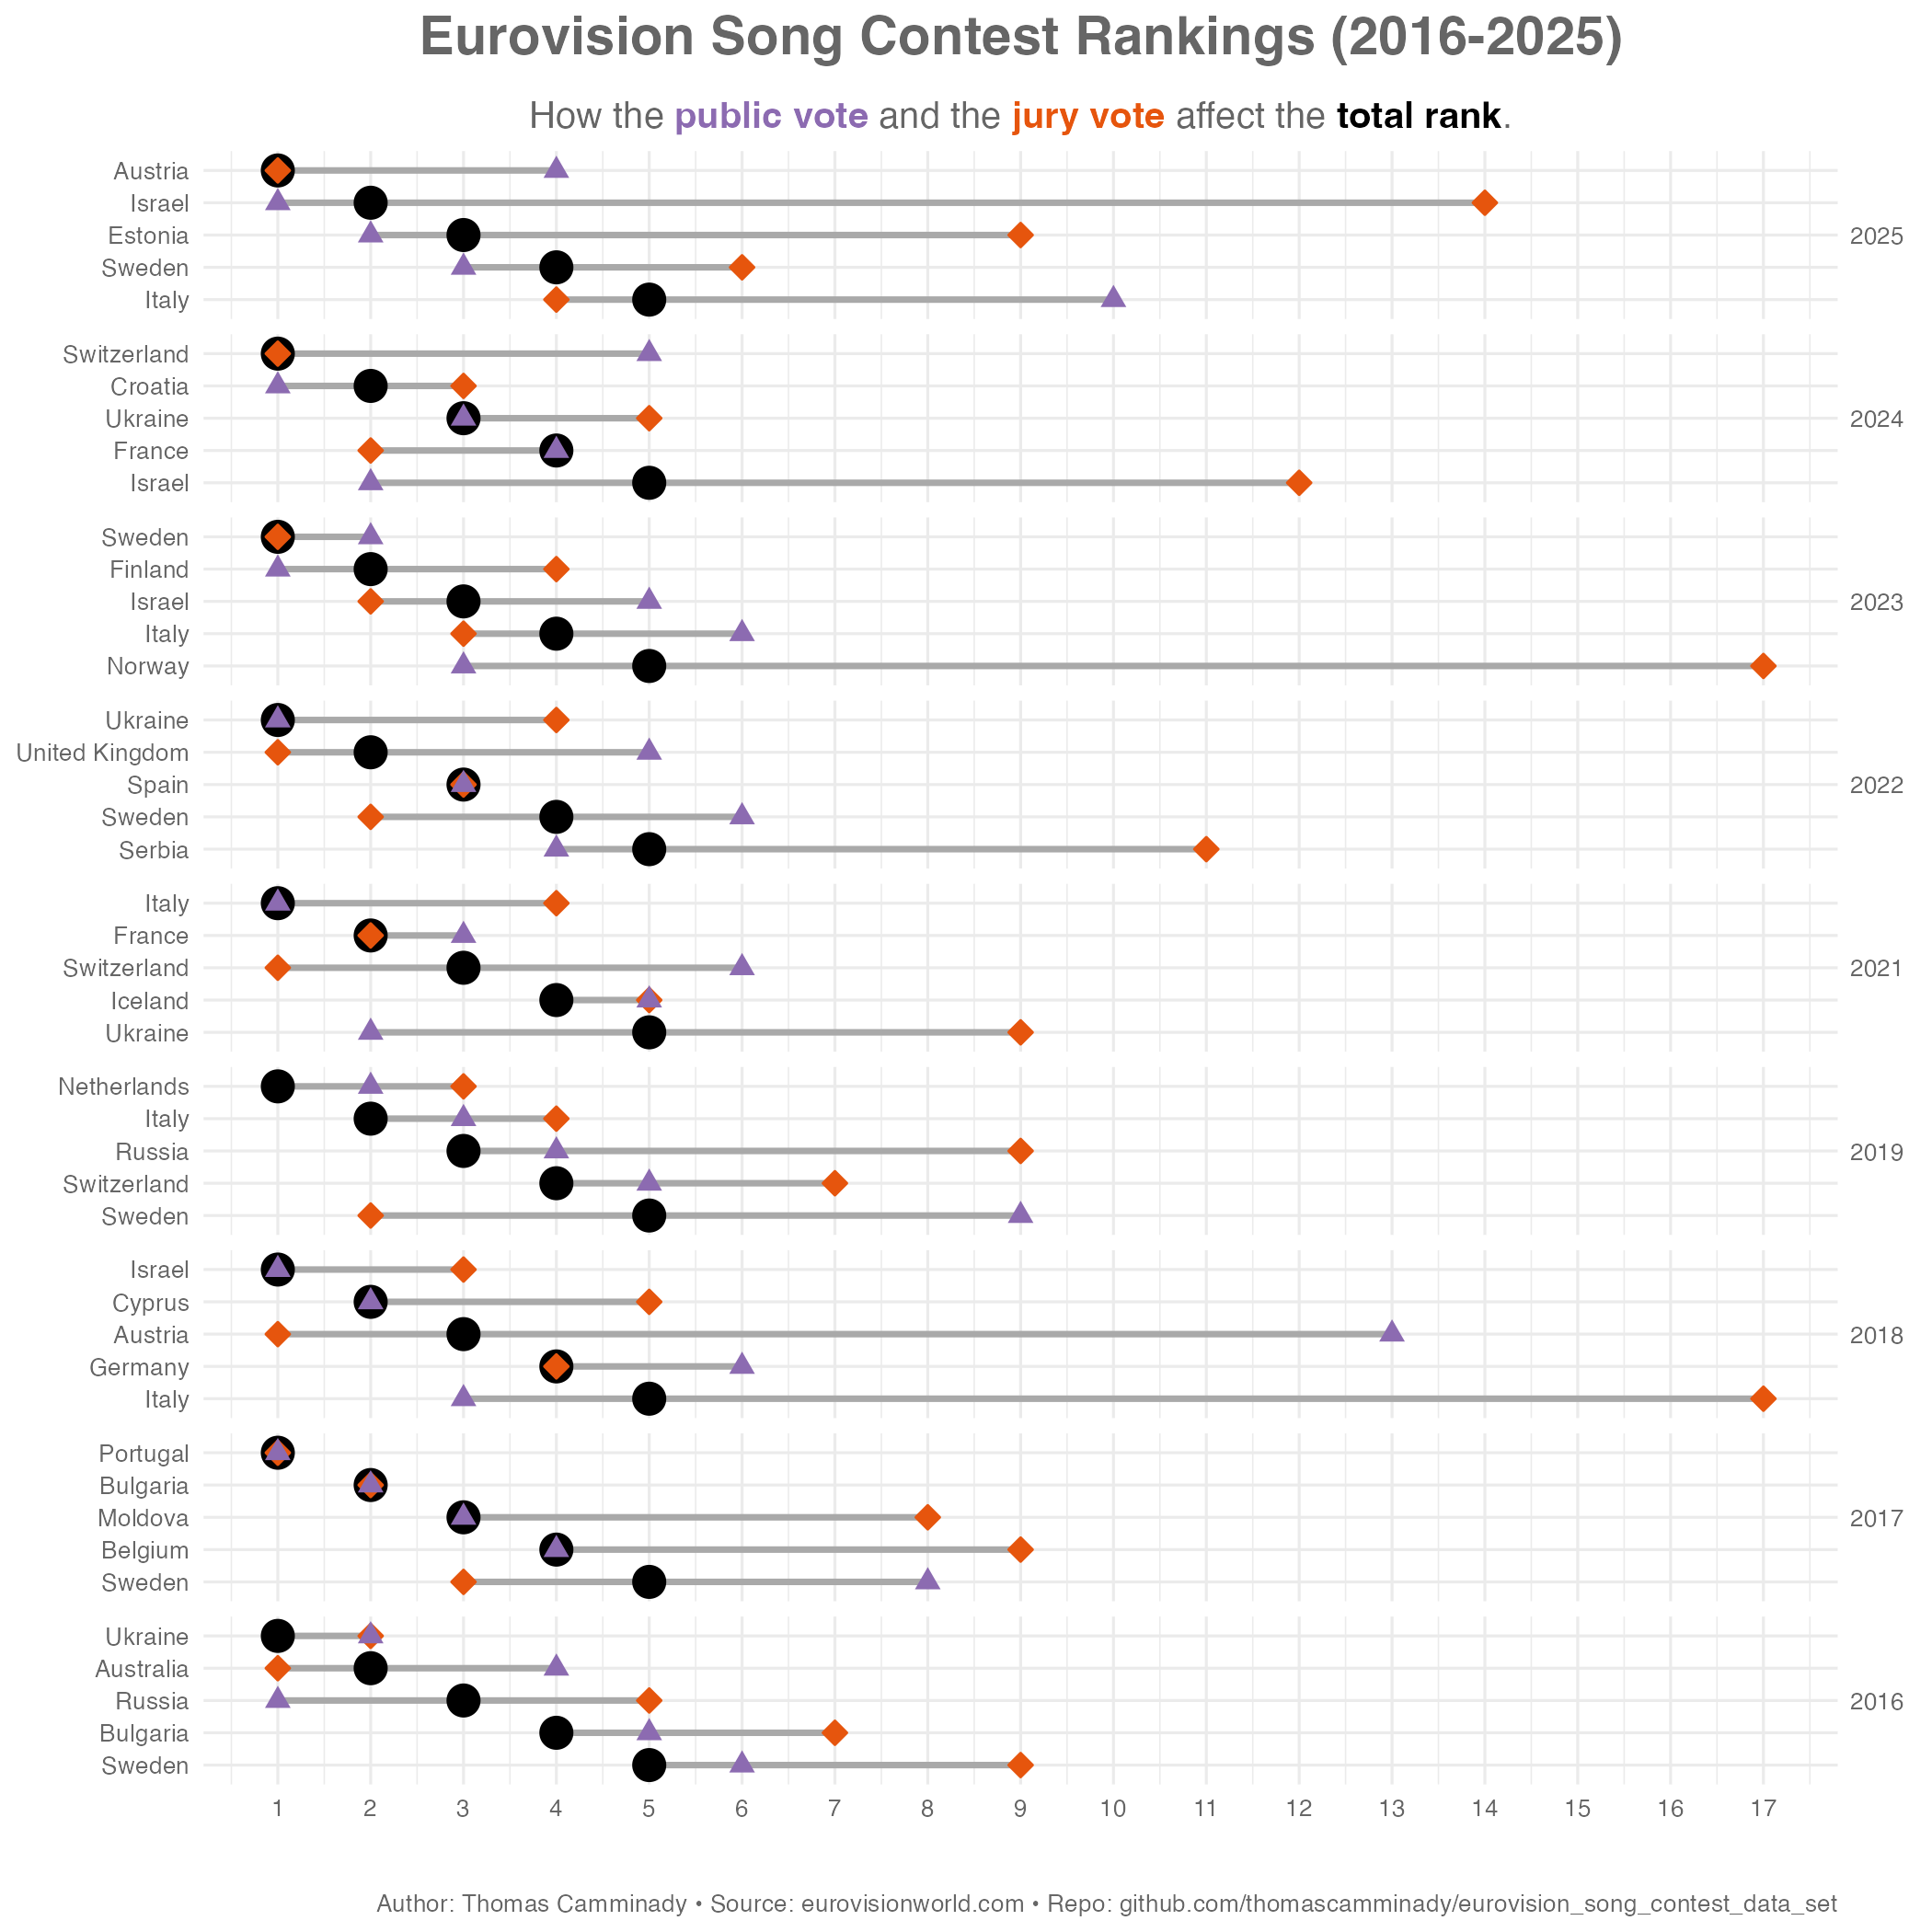 Eurovision Song Contest Rankings (2016-2025)
How the public vote and the jury vote affect the total rank.
Austria
Israel
Estonia
Sweden
Italy
2025
Switzerland
Croatia
Ukraine
France
Israel
2024
Sweden
Finland
Israel
Italy
Norway
2023
Ukraine
United Kingdom
Spain
Sweden
Serbia
2022
Italy
France
Switzerland
Iceland
Ukraine
2021
Netherlands
Italy
Russia
Switzerland
Sweden
2019
Israel
Cyprus
Austria
Germany
Italy
2018
Portugal
Bulgaria
Moldova
Belgium
Sweden
2017
Ukraine
Australia
Russia
Bulgaria
Sweden
2016
1 2 3 4 5 6 7 8 9 10 11 12 13 14 15 16 17
Author: Thomas Camminady • Source: eurovisionworld.com • Repo: github.com/thomascamminady/eurovision_song_contest_data_set